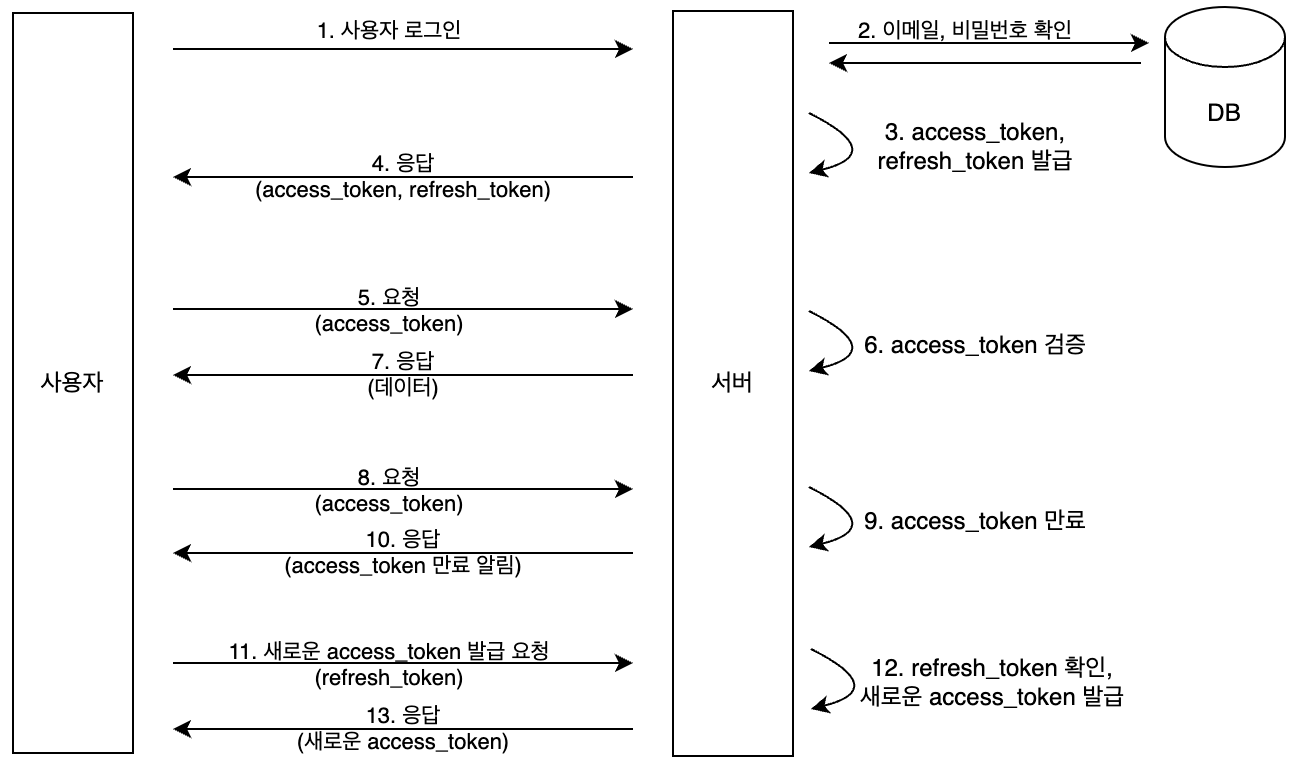 1. 사용자 로그인
2. 이메일, 비밀번호 확인
DB
3. access_token,
refresh_token 발급
4. 응답
(access_token, refresh_token)
5. 요청
(access_token)
6. access_token 검증
7. 응답
(데이터)
사용자
서버
8. 요청
(access_token)
9. access_token 만료
10. 응답
(access_token 만료 알림)
11. 새로운 access_token 발급 요청
(refresh_token)
12. refresh_token 확인,
새로운 access_token 발급
13. 응답
(새로운 access_token)